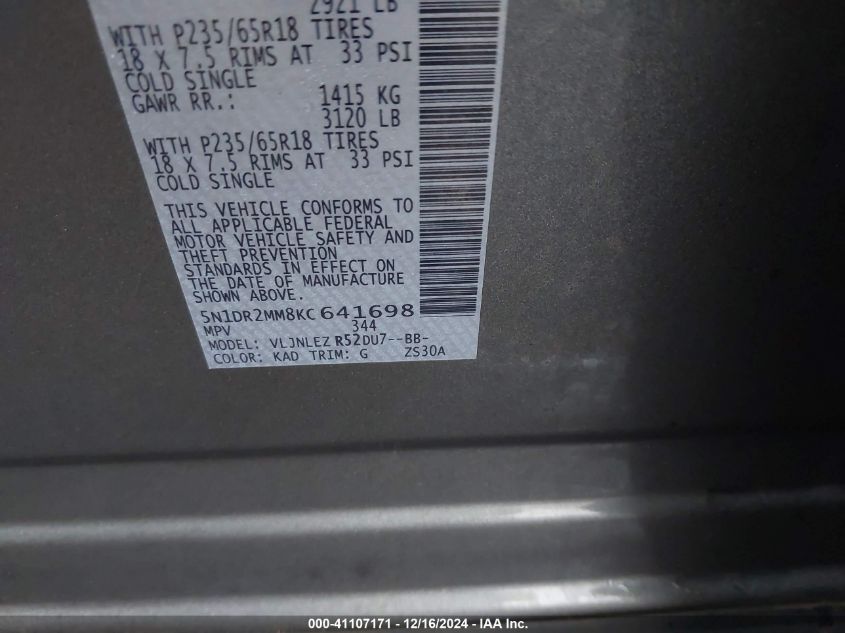 2921 LB
WITH P235/65R18 TIRES
18 X 7.5 RIMS AT 33 PSI
COLD SINGLE
GAWR RR.: 1415 KG
3120 LB
WITH P235/65R18 TIRES
18 X 7.5 RIMS AT 33 PSI
COLD SINGLE
THIS VEHICLE CONFORMS TO
ALL APPLICABLE FEDERAL
MOTOR VEHICLE SAFETY AND
THEFT PREVENTION
STANDARDS IN EFFECT ON
THE DATE OF MANUFACTURE
SHOWN ABOVE.
5N1DR2MM8KC641698
MPV 344
MODEL: VLJNLEZ R52DU7--BB-
COLOR: KAD TRIM: G ZS30A
000-41107171 - 12/16/2024 - IAA Inc.